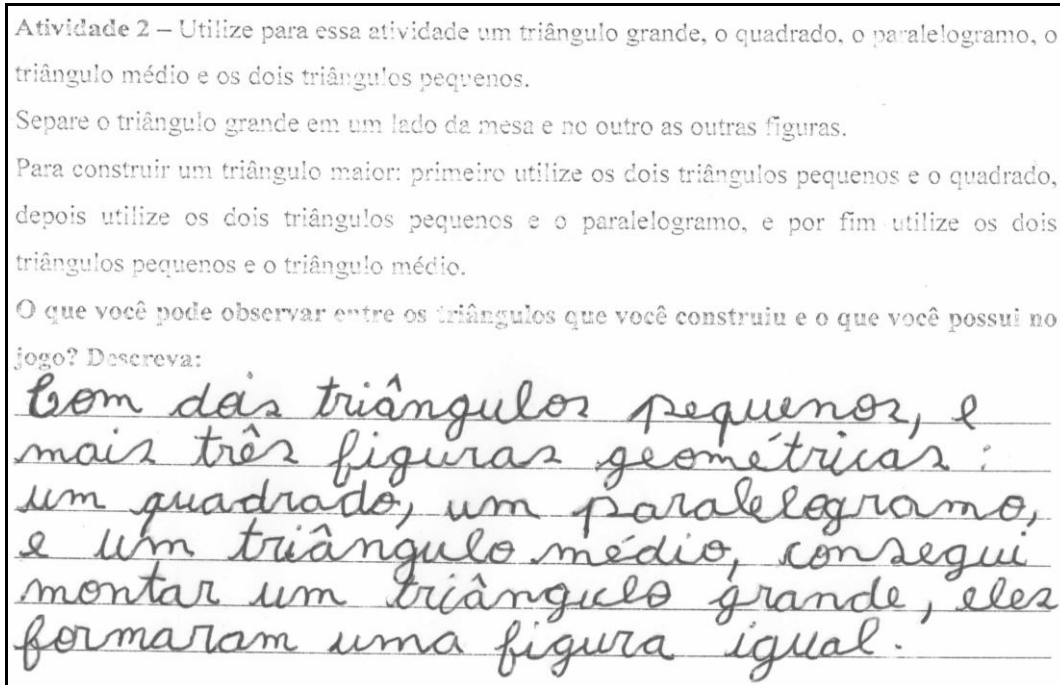 Atividade 2 – Utilize para essa atividade um triângulo grande, o quadrado, o paralelogramo, o
triângulo médio e os dois triângulos pequenos.
Separe o triângulo grande em um lado da mesa e no outro as outras figuras.
Para construir um triângulo maior: primeiro utilize os dois triângulos pequenos e o quadrado,
depois utilize os dois triângulos pequenos e o paralelogramo, e por fim utilize os dois
triângulos pequenos e o triângulo médio.
O que você pode observar entre os triângulos que você construiu e o que você possui no
jogo? Descreva:
Com dois triângulos pequenos, e
mais três figuras geométricas :
um quadrado, um paralelogramo,
e um triângulo médio, consegui
montar um triângulo grande, eles
formaram uma figura igual.